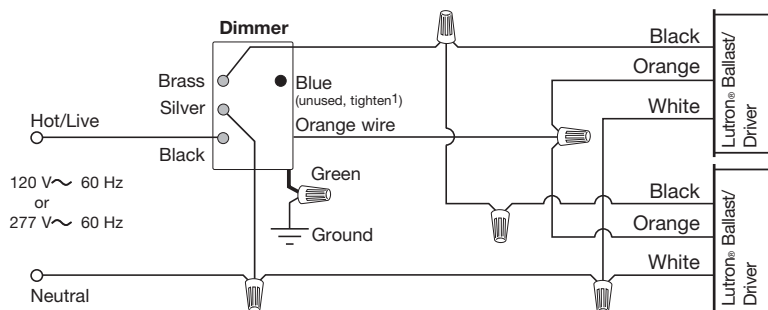 Dimmer
Brass
Silver
Black
Blue
(unused, tighten1)
Orange wire
Green
Ground
Hot/Live
120 V~ 60 Hz
or
277 V~ 60 Hz
Neutral
Black
Orange
White
Lutron® Ballast/
Driver
Black
Orange
White
Lutron® Ballast/
Driver